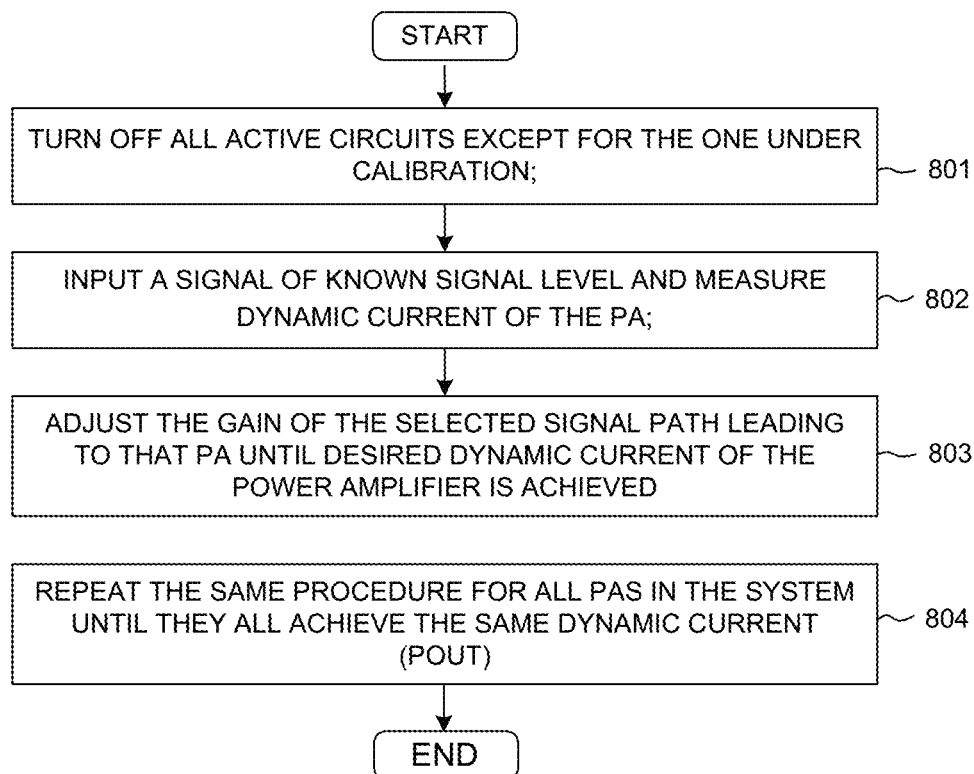 START
TURN OFF ALL ACTIVE CIRCUITS EXCEPT FOR THE ONE UNDER
CALIBRATION;
801
INPUT A SIGNAL OF KNOWN SIGNAL LEVEL AND MEASURE
DYNAMIC CURRENT OF THE PA;
802
ADJUST THE GAIN OF THE SELECTED SIGNAL PATH LEADING
TO THAT PA UNTIL DESIRED DYNAMIC CURRENT OF THE
POWER AMPLIFIER IS ACHIEVED
803
REPEAT THE SAME PROCEDURE FOR ALL PAS IN THE SYSTEM
UNTIL THEY ALL ACHIEVE THE SAME DYNAMIC CURRENT
(POUT)
804
END